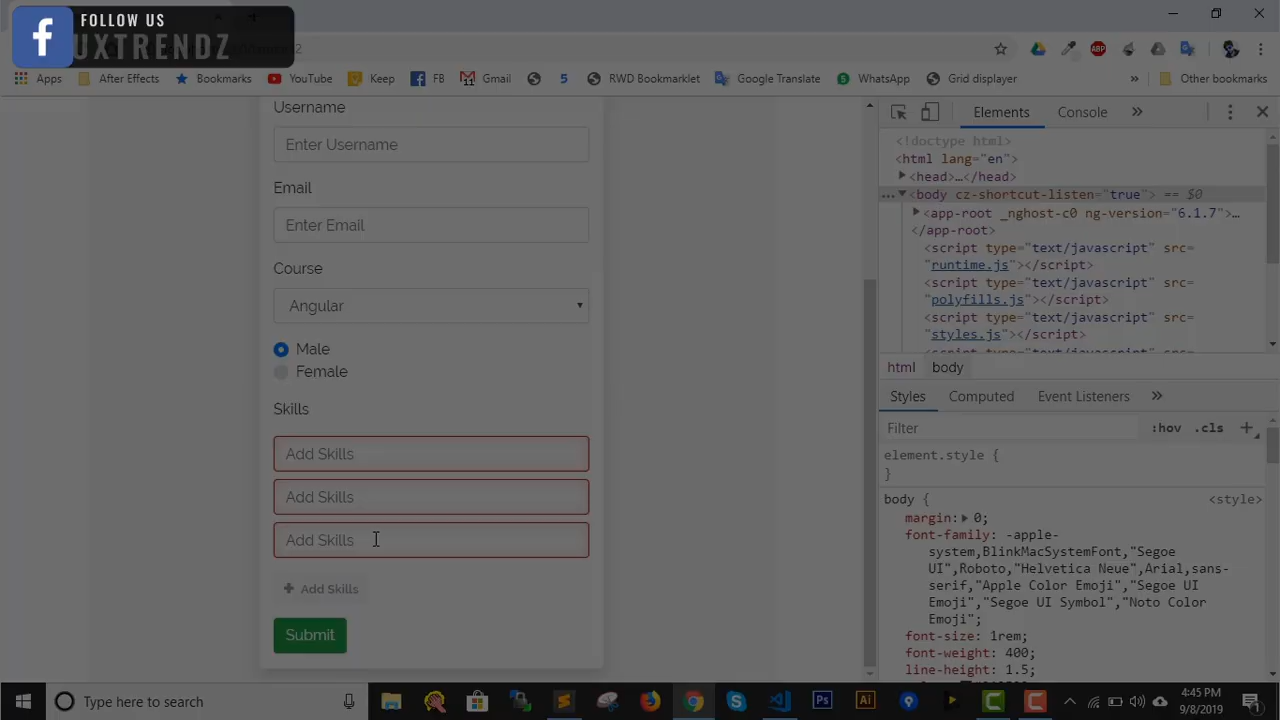 FOLLOW US
UXTRENDZ
Apps
After Effects
Bookmarks
YouTube
Keep
FB
Gmail
5
RWD Bookmarklet
Google Translate
WhatsApp
Grid displayer
»
Other bookmarks
Username
Enter Username
Email
Enter Email
Course
Angular
Male
Female
Skills
Add Skills
Add Skills
Add Skills
+ Add Skills
Submit
Elements
Console
»
<!doctype html>
<html lang="en">
<head>…</head>
<body cz-shortcut-listen="true"> == $0
<app-root _nghost-c0 ng-version="6.1.7">…
</app-root>
<script type="text/javascript" src=
"runtime.js"></script>
<script type="text/javascript" src=
"polyfills.js"></script>
<script type="text/javascript" src=
"styles.js"></script>
html
body
Styles
Computed
Event Listeners
»
Filter
:hov
.cls
+
element.style {
}
body {
<style>
margin: 0;
font-family: -apple-
system,BlinkMacSystemFont,"Segoe
UI",Roboto,"Helvetica Neue",Arial,sans-
serif,"Apple Color Emoji","Segoe UI
Emoji","Segoe UI Symbol","Noto Color
Emoji";
font-size: 1rem;
font-weight: 400;
line-height: 1.5;
Type here to search
4:45 PM
9/8/2019